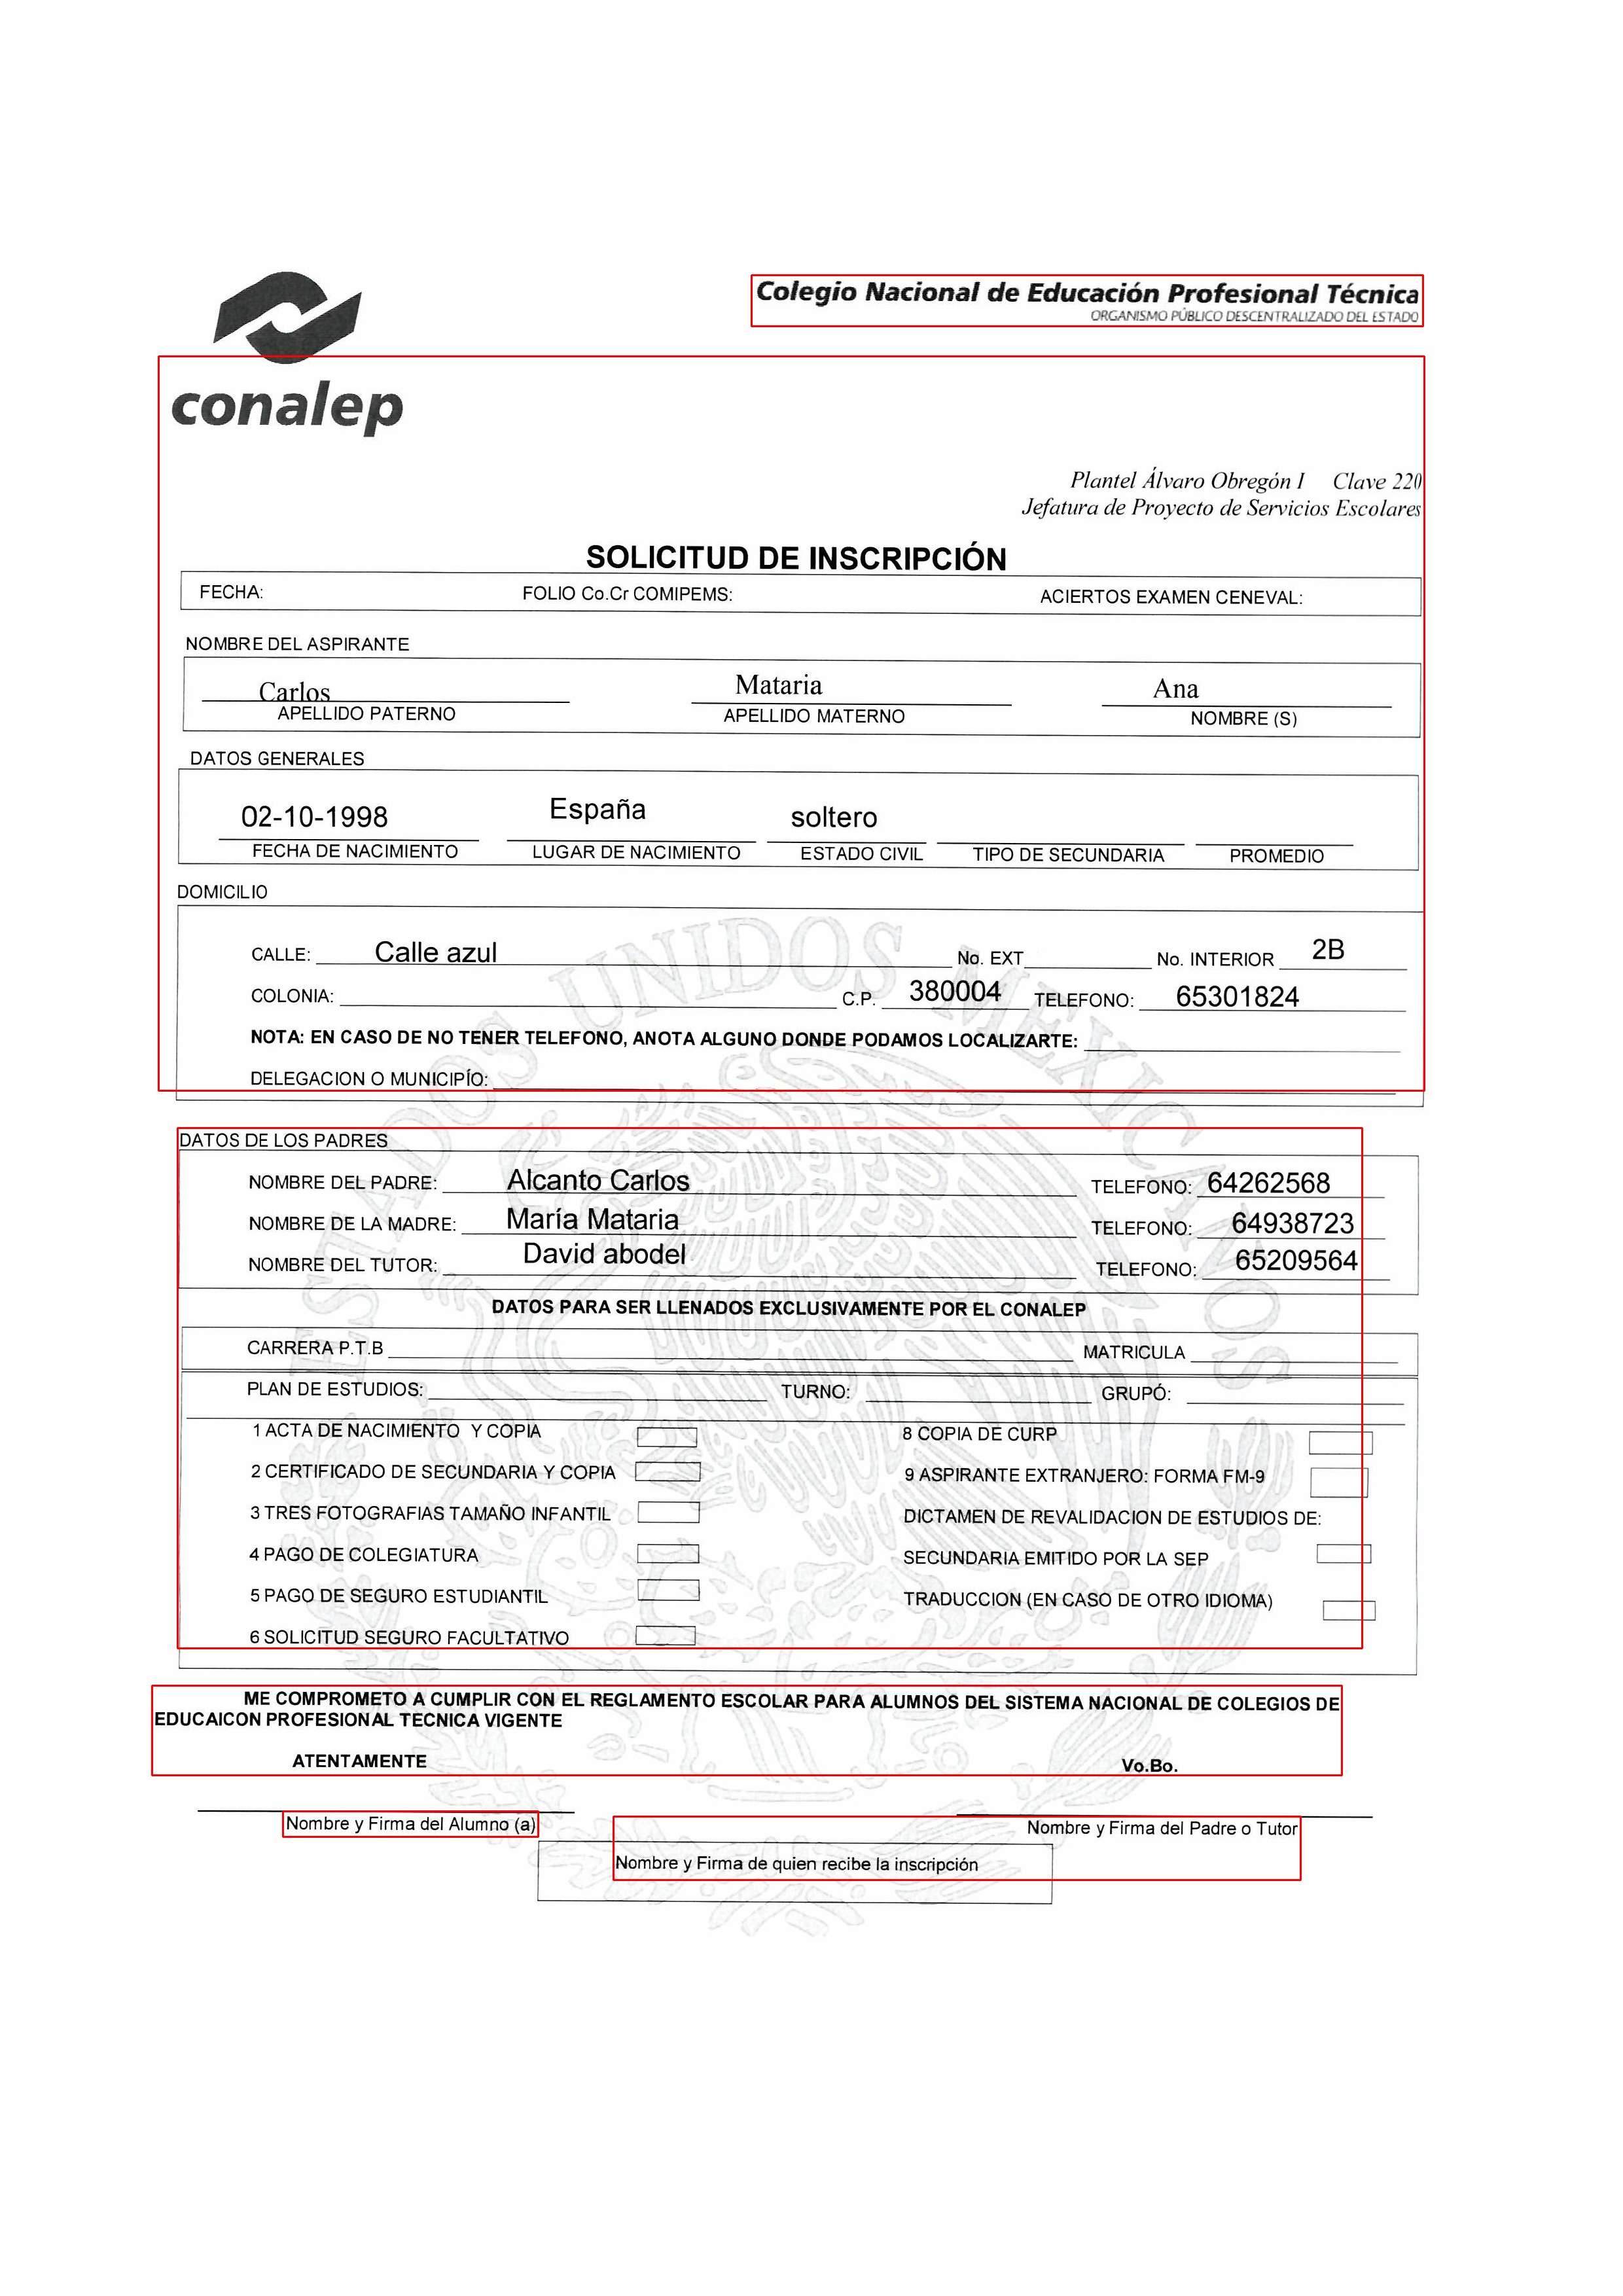 Colegio Nacional de Educación Profesional Técnica
ORGANISMO PÚBLICO DESCENTRALIZADO DEL ESTADO
conalep
Plantel Álvaro Obregón I Clave 220
Jefatura de Proyecto de Servicios Escolares
SOLICITUD DE INSCRIPCIÓN
FECHA: FOLIO Co.Cr COMIPEMS: ACIERTOS EXAMEN CENEVAL:
NOMBRE DEL ASPIRANTE
Carlos Mataria Ana
APELLIDO PATERNO APELLIDO MATERNO NOMBRE (S)
DATOS GENERALES
02-10-1998 España soltero
FECHA DE NACIMIENTO LUGAR DE NACIMIENTO ESTADO CIVIL TIPO DE SECUNDARIA PROMEDIO
DOMICILIO
CALLE: Calle azul No. EXT No. INTERIOR 2B
COLONIA: C.P. 380004 TELEFONO: 65301824
NOTA: EN CASO DE NO TENER TELEFONO, ANOTA ALGUNO DONDE PODAMOS LOCALIZARTE:
DELEGACION O MUNICIPÍO:
ESTADOS UNIDOS MEXICANOS
DATOS DE LOS PADRES
NOMBRE DEL PADRE: Alcanto Carlos TELEFONO: 64262568
NOMBRE DE LA MADRE: María Mataria TELEFONO: 64938723
NOMBRE DEL TUTOR: David abodel TELEFONO: 65209564
DATOS PARA SER LLENADOS EXCLUSIVAMENTE POR EL CONALEP
CARRERA P.T.B MATRICULA
PLAN DE ESTUDIOS: TURNO: GRUPÓ:
1 ACTA DE NACIMIENTO Y COPIA 8 COPIA DE CURP
2 CERTIFICADO DE SECUNDARIA Y COPIA 9 ASPIRANTE EXTRANJERO: FORMA FM-9
3 TRES FOTOGRAFIAS TAMAÑO INFANTIL DICTAMEN DE REVALIDACION DE ESTUDIOS DE:
4 PAGO DE COLEGIATURA SECUNDARIA EMITIDO POR LA SEP
5 PAGO DE SEGURO ESTUDIANTIL TRADUCCION (EN CASO DE OTRO IDIOMA)
6 SOLICITUD SEGURO FACULTATIVO
ME COMPROMETO A CUMPLIR CON EL REGLAMENTO ESCOLAR PARA ALUMNOS DEL SISTEMA NACIONAL DE COLEGIOS DE
EDUCAICON PROFESIONAL TECNICA VIGENTE
ATENTAMENTE Vo.Bo.
Nombre y Firma del Alumno (a) Nombre y Firma del Padre o Tutor
Nombre y Firma de quien recibe la inscripción